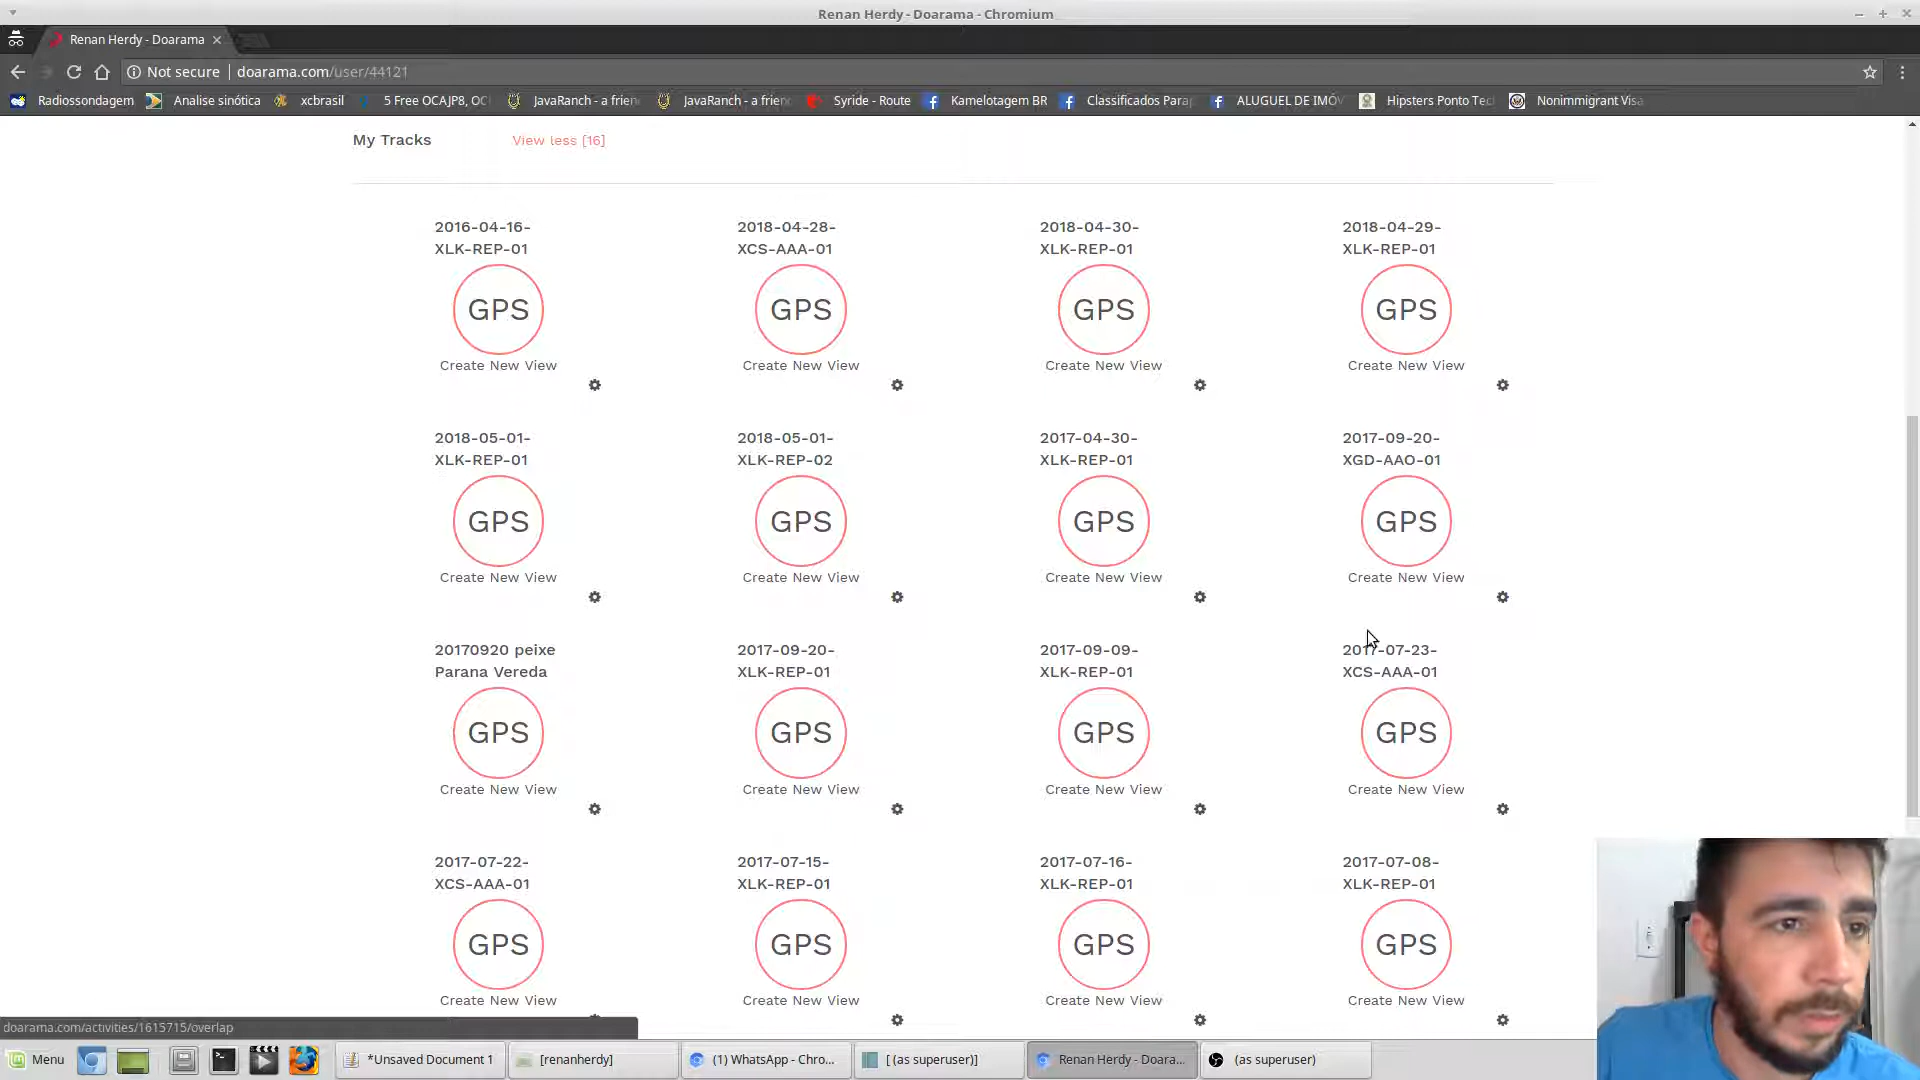 Renan Herdy - Doarama - Chromium
Renan Herdy - Doarama
Not secure | doarama.com/user/44121
Radiossondagem Analise sinótica xcbrasil 5 Free OCAJP8, OC JavaRanch - a frien JavaRanch - a frien Syride - Route Kamelotagem BR Classificados Parap ALUGUEL DE IMÓV Hipsters Ponto Tec Nonimmigrant Visa
My Tracks View less [16]
2016-04-16- 2018-04-28- 2018-04-30- 2018-04-29-
XLK-REP-01 XCS-AAA-01 XLK-REP-01 XLK-REP-01
GPS GPS GPS GPS
Create New View Create New View Create New View Create New View
2018-05-01- 2018-05-01- 2017-04-30- 2017-09-20-
XLK-REP-01 XLK-REP-02 XLK-REP-01 XGD-AAO-01
GPS GPS GPS GPS
Create New View Create New View Create New View Create New View
20170920 peixe 2017-09-20- 2017-09-09- 2017-07-23-
Parana Vereda XLK-REP-01 XLK-REP-01 XCS-AAA-01
GPS GPS GPS GPS
Create New View Create New View Create New View Create New View
2017-07-22- 2017-07-15- 2017-07-16- 2017-07-08-
XCS-AAA-01 XLK-REP-01 XLK-REP-01 XLK-REP-01
GPS GPS GPS GPS
Create New View Create New View Create New View Create New View
doarama.com/activities/1615715/overlap
Menu *Unsaved Document 1 [renanherdy] (1) WhatsApp - Chro... [ (as superuser)] Renan Herdy - Doara... (as superuser)